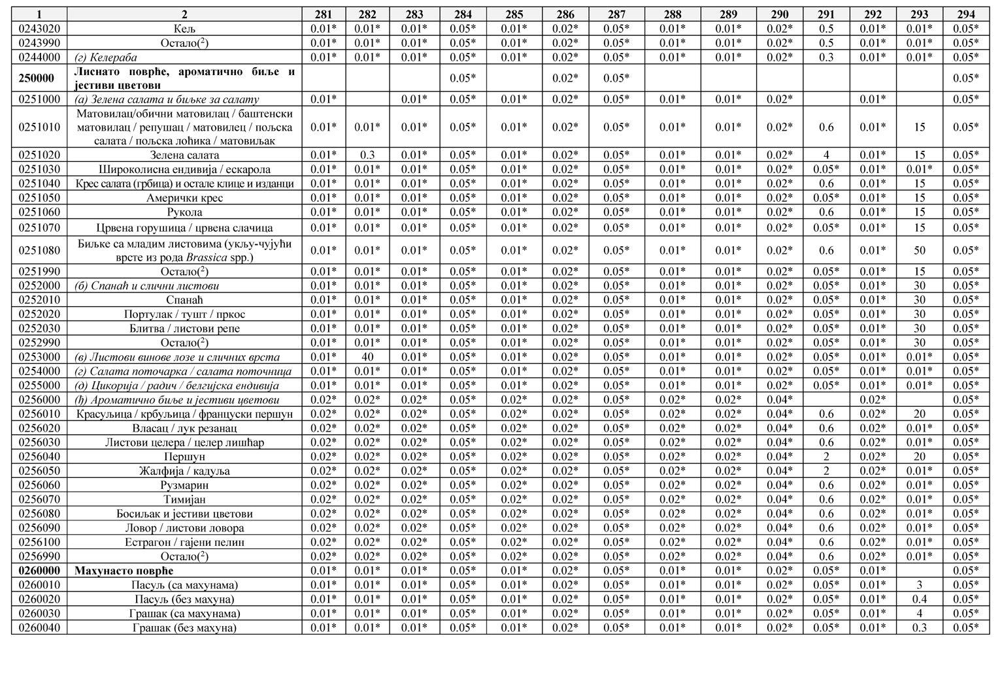 1 2 281 282 283 284 285 286 287 288 289 290 291 292 293 294
0243020 Кељ 0.01* 0.01* 0.01* 0.05* 0.01* 0.02* 0.05* 0.01* 0.01* 0.02* 0.5 0.01* 0.01* 0.05*
0243990 Остало(2) 0.01* 0.01* 0.01* 0.05* 0.01* 0.02* 0.05* 0.01* 0.01* 0.02* 0.5 0.01* 0.01* 0.05*
0244000 (г) Келераба 0.01* 0.01* 0.01* 0.05* 0.01* 0.02* 0.05* 0.01* 0.01* 0.02* 0.3 0.01* 0.01* 0.05*
250000 Лиснато поврће, ароматично биље и
јестиви цветови 0.05* 0.02* 0.05* 0.05*
0251000 (а) Зелена салата и биљке за салату 0.01* 0.01* 0.05* 0.01* 0.02* 0.05* 0.01* 0.01* 0.02* 0.01* 0.05*
Матовилац/обични матовилац / баштенски
0251010 матовилац / репушац / матовилец / пољска 0.01* 0.01* 0.01* 0.05* 0.01* 0.02* 0.05* 0.01* 0.01* 0.02* 0.6 0.01* 15 0.05*
салата / пољска лоћика / матовиљак
0251020 Зелена салата 0.01* 0.3 0.01* 0.05* 0.01* 0.02* 0.05* 0.01* 0.01* 0.02* 4 0.01* 15 0.05*
0251030 Широколисна ендивија / ескарола 0.01* 0.01* 0.01* 0.05* 0.01* 0.02* 0.05* 0.01* 0.01* 0.02* 0.05* 0.01* 0.01* 0.05*
0251040 Крес салата (грбица) и остале клице и изданци 0.01* 0.01* 0.01* 0.05* 0.01* 0.02* 0.05* 0.01* 0.01* 0.02* 0.6 0.01* 15 0.05*
0251050 Амерички крес 0.01* 0.01* 0.01* 0.05* 0.01* 0.02* 0.05* 0.01* 0.01* 0.02* 0.05* 0.01* 15 0.05*
0251060 Рукола 0.01* 0.01* 0.01* 0.05* 0.01* 0.02* 0.05* 0.01* 0.01* 0.02* 0.6 0.01* 15 0.05*
0251070 Црвена горушица / црвена слачица 0.01* 0.01* 0.01* 0.05* 0.01* 0.02* 0.05* 0.01* 0.01* 0.02* 0.05* 0.01* 15 0.05*
0251080 Биљке са младим листовима (укљу-чујући
врсте из рода Brassica spp.) 0.01* 0.01* 0.01* 0.05* 0.01* 0.02* 0.05* 0.01* 0.01* 0.02* 0.6 0.01* 50 0.05*
0251990 Остало(2) 0.01* 0.01* 0.01* 0.05* 0.01* 0.02* 0.05* 0.01* 0.01* 0.02* 0.05* 0.01* 15 0.05*
0252000 (б) Спанаћ и слични листови 0.01* 0.01* 0.01* 0.05* 0.01* 0.02* 0.05* 0.01* 0.01* 0.02* 0.05* 0.01* 30 0.05*
0252010 Спанаћ 0.01* 0.01* 0.01* 0.05* 0.01* 0.02* 0.05* 0.01* 0.01* 0.02* 0.05* 0.01* 30 0.05*
0252020 Портулак / тушт / пркос 0.01* 0.01* 0.01* 0.05* 0.01* 0.02* 0.05* 0.01* 0.01* 0.02* 0.05* 0.01* 30 0.05*
0252030 Блитва / листови репе 0.01* 0.01* 0.01* 0.05* 0.01* 0.02* 0.05* 0.01* 0.01* 0.02* 0.05* 0.01* 30 0.05*
0252990 Остало(2) 0.01* 0.01* 0.01* 0.05* 0.01* 0.02* 0.05* 0.01* 0.01* 0.02* 0.05* 0.01* 30 0.05*
0253000 (в) Листови винове лозе и сличних врста 0.01* 40 0.01* 0.05* 0.01* 0.02* 0.05* 0.01* 0.01* 0.02* 0.05* 0.01* 0.01* 0.05*
0254000 (г) Салата поточарка / салата поточница 0.01* 0.01* 0.01* 0.05* 0.01* 0.02* 0.05* 0.01* 0.01* 0.02* 0.05* 0.01* 0.01* 0.05*
0255000 (д) Цикорија / радич / белгијска ендивија 0.01* 0.01* 0.01* 0.05* 0.01* 0.02* 0.05* 0.01* 0.01* 0.02* 0.05* 0.01* 0.01* 0.05*
0256000 (ђ) Ароматично биље и јестиви цветови 0.02* 0.02* 0.02* 0.05* 0.02* 0.02* 0.05* 0.02* 0.02* 0.04* 0.02* 0.05*
0256010 Красуљица / крбуљица / француски першун 0.02* 0.02* 0.02* 0.05* 0.02* 0.02* 0.05* 0.02* 0.02* 0.04* 0.6 0.02* 20 0.05*
0256020 Власац / лук резанац 0.02* 0.02* 0.02* 0.05* 0.02* 0.02* 0.05* 0.02* 0.02* 0.04* 0.6 0.02* 0.01* 0.05*
0256030 Листови целера / целер лишћар 0.02* 0.02* 0.02* 0.05* 0.02* 0.02* 0.05* 0.02* 0.02* 0.04* 0.6 0.02* 0.01* 0.05*
0256040 Першун 0.02* 0.02* 0.02* 0.05* 0.02* 0.02* 0.05* 0.02* 0.02* 0.04* 2 0.02* 20 0.05*
0256050 Жалфија / кадуља 0.02* 0.02* 0.02* 0.05* 0.02* 0.02* 0.05* 0.02* 0.02* 0.04* 2 0.02* 0.01* 0.05*
0256060 Рузмарин 0.02* 0.02* 0.02* 0.05* 0.02* 0.02* 0.05* 0.02* 0.02* 0.04* 0.6 0.02* 0.01* 0.05*
0256070 Тимијан 0.02* 0.02* 0.02* 0.05* 0.02* 0.02* 0.05* 0.02* 0.02* 0.04* 0.6 0.02* 0.01* 0.05*
0256080 Босиљак и јестиви цветови 0.02* 0.02* 0.02* 0.05* 0.02* 0.02* 0.05* 0.02* 0.02* 0.04* 0.6 0.02* 0.01* 0.05*
0256090 Ловор / листови ловора 0.02* 0.02* 0.02* 0.05* 0.02* 0.02* 0.05* 0.02* 0.02* 0.04* 0.6 0.02* 0.01* 0.05*
0256100 Естрагон / гајени пелин 0.02* 0.02* 0.02* 0.05* 0.02* 0.02* 0.05* 0.02* 0.02* 0.04* 0.6 0.02* 0.01* 0.05*
0256990 Остало(2) 0.02* 0.02* 0.02* 0.05* 0.02* 0.02* 0.05* 0.02* 0.02* 0.04* 0.6 0.02* 0.01* 0.05*
0260000 Махунасто поврће 0.01* 0.01* 0.01* 0.05* 0.01* 0.02* 0.05* 0.01* 0.01* 0.02* 0.05* 0.01* 0.05*
0260010 Пасуљ (са махунама) 0.01* 0.01* 0.01* 0.05* 0.01* 0.02* 0.05* 0.01* 0.01* 0.02* 0.05* 0.01* 3 0.05*
0260020 Пасуљ (без махуна) 0.01* 0.01* 0.01* 0.05* 0.01* 0.02* 0.05* 0.01* 0.01* 0.02* 0.05* 0.01* 0.4 0.05*
0260030 Грашак (са махунама) 0.01* 0.01* 0.01* 0.05* 0.01* 0.02* 0.05* 0.01* 0.01* 0.02* 0.05* 0.01* 4 0.05*
0260040 Грашак (без махуна) 0.01* 0.01* 0.01* 0.05* 0.01* 0.02* 0.05* 0.01* 0.01* 0.02* 0.05* 0.01* 0.3 0.05*